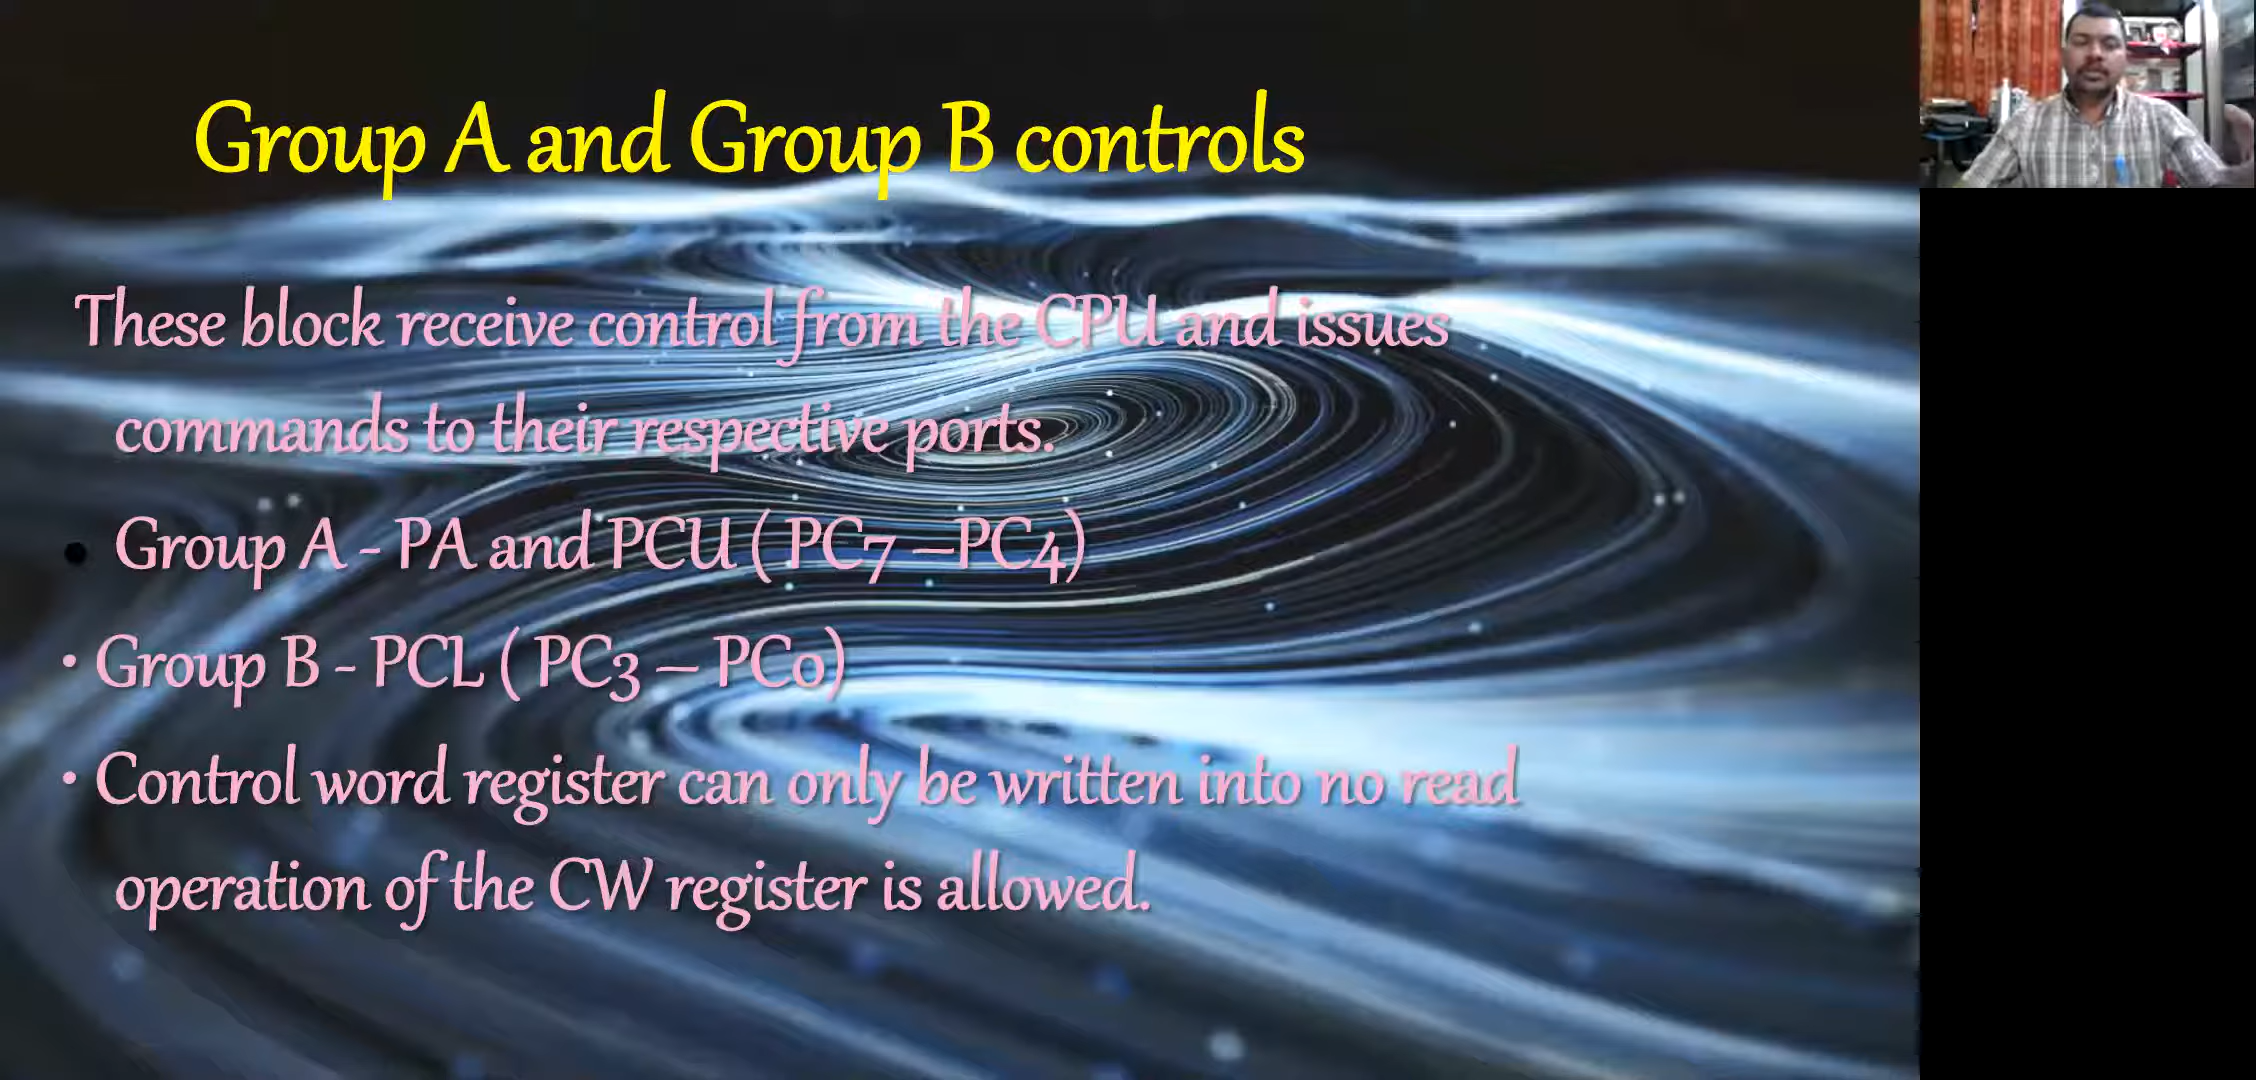 Group A and Group B controls
These block receive control from the CPU and issues
commands to their respective ports.
• Group A - PA and PCU ( PC7 –PC4)
• Group B - PCL ( PC3 – PC0)
• Control word register can only be written into no read
operation of the CW register is allowed.